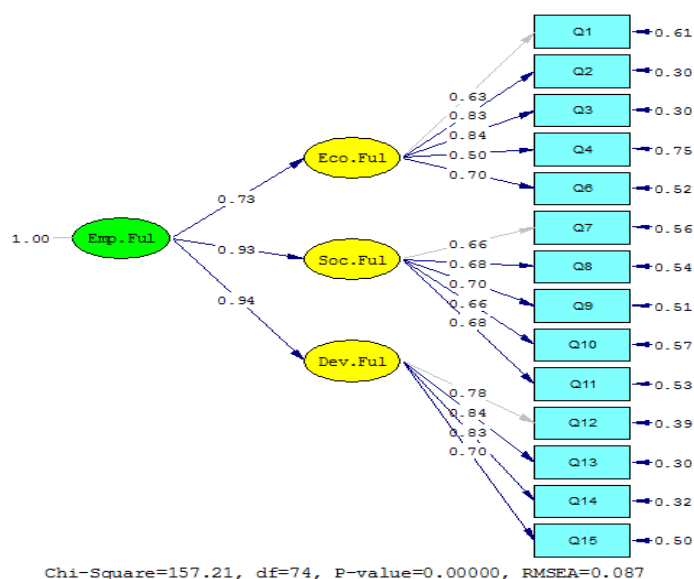 Q1 0.61
Q2 0.30
0.63
0.83 Q3 0.30
0.84
Eco.Ful 0.50 Q4 0.75
0.70
Q6 0.52
0.73
Q7 0.56
1.00 Emp.Ful 0.66
0.93 0.68 Q8 0.54
Soc.Ful 0.70
0.66 Q9 0.51
0.94 0.68
Q10 0.57
Dev.Ful Q11 0.53
0.78
0.84 Q12 0.39
0.83
0.70 Q13 0.30
Q14 0.32
Q15 0.50
Chi-Square=157.21, df=74, P-value=0.00000, RMSEA=0.087